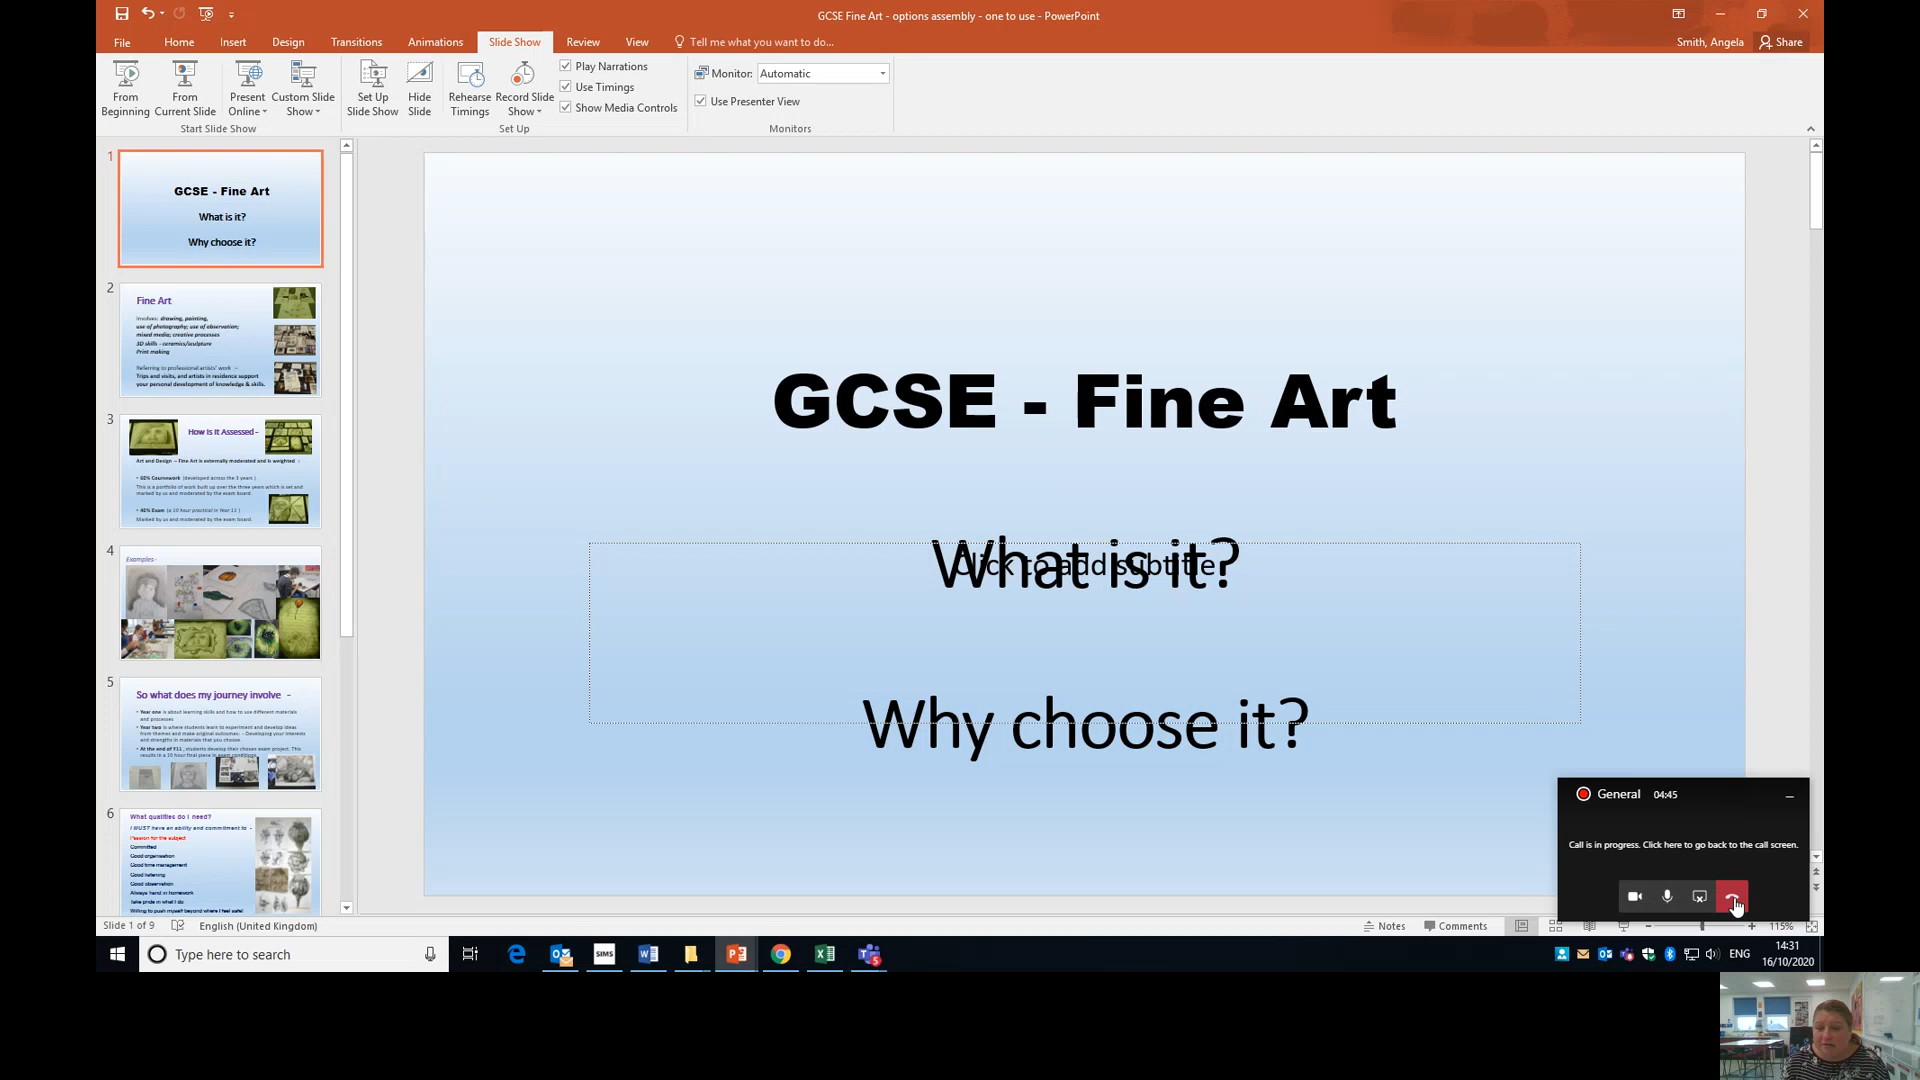 GCSE Fine Art - options assembly - one to use - PowerPoint
File
Home
Insert
Design
Transitions
Animations
Slide Show
Review
View
Tell me what you want to do...
Smith, Angela
Share
From
Beginning
From
Current Slide
Present
Online
Custom Slide
Show
Start Slide Show
Set Up
Slide Show
Hide
Slide
Rehearse
Timings
Record Slide
Show
Play Narrations
Use Timings
Show Media Controls
Set Up
Monitor:
Automatic
Use Presenter View
Monitors
1
GCSE - Fine Art
What is it?
Why choose it?
2
Fine Art
Involves: drawing, painting,
use of photography; use of observation;
mixed media; creative processes
3D skills - ceramics/sculpture
Print making
Referring to professional artists' work –
Trips and visits, and artists in residence support
your personal development of knowledge & skills.
3
How is it Assessed -
Art and Design – Fine Art is externally moderated and is weighted :
• 60% Coursework (developed across the 3 years )
This is a portfolio of work built up over the three years which is set and
marked by us and moderated by the exam board.
• 40% Exam (a 10 hour practical in Year 11 )
Marked by us and moderated by the exam board.
4
Examples-
5
So what does my journey involve -
• Year one is about learning skills and how to use different materials
and processes
• Year two is where students learn to experiment and develop ideas
from themes and make original outcomes. - Developing your interests
and strengths in materials that you choose.
• At the end of Y11, students develop their chosen exam project. This
results in a 10 hour final piece in exam conditions.
6
What qualities do I need?
I MUST have an ability and commitment to -
Passion for the subject
Committed
Good organisation
Good time management
Good listening
Good observation
Always hand in homework
Take pride in what I do
Willing to push myself beyond where I feel safe!
GCSE - Fine Art
What is it?
Click to add subtitle
Why choose it?
General
04:45
Call is in progress. Click here to go back to the call screen.
Slide 1 of 9
English (United Kingdom)
Notes
Comments
115%
Type here to search
SIMS
ENG
14:31
16/10/2020